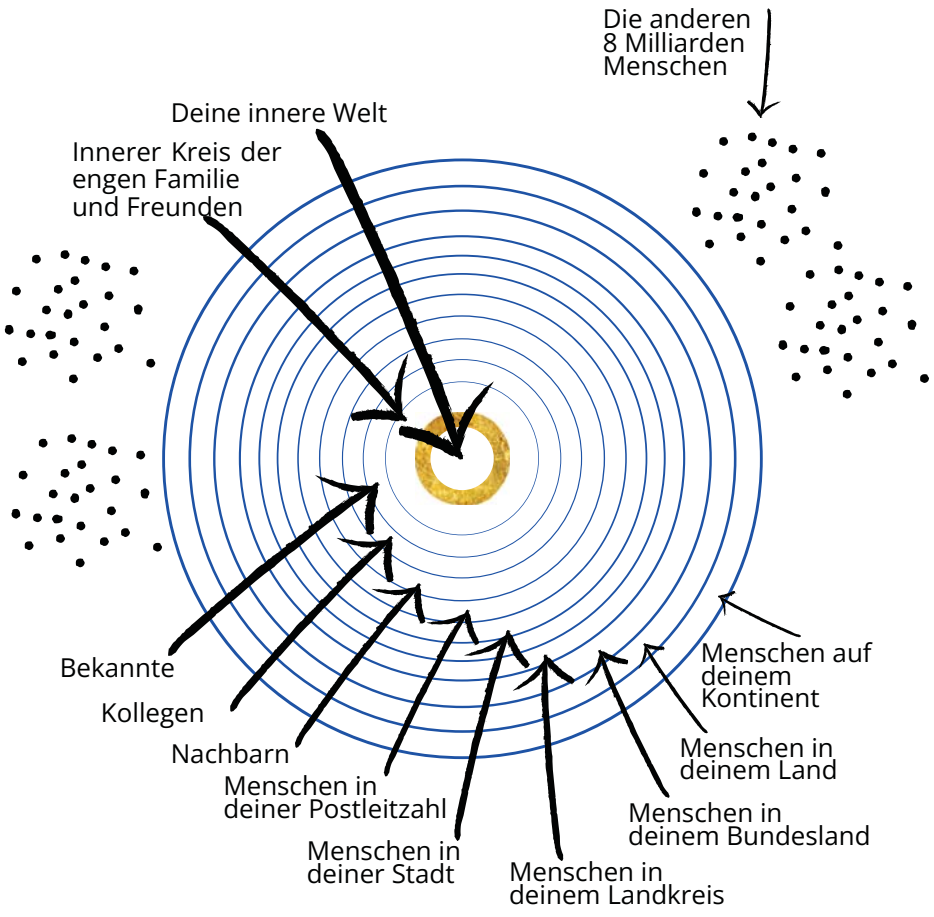 Die anderen
8 Milliarden
Menschen
Deine innere Welt
Innerer Kreis der
engen Familie
und Freunden
Bekannte
Kollegen
Nachbarn
Menschen in
deiner Postleitzahl
Menschen in
deiner Stadt
Menschen in
deinem Landkreis
Menschen in
deinem Bundesland
Menschen in
deinem Land
Menschen auf
deinem
Kontinent